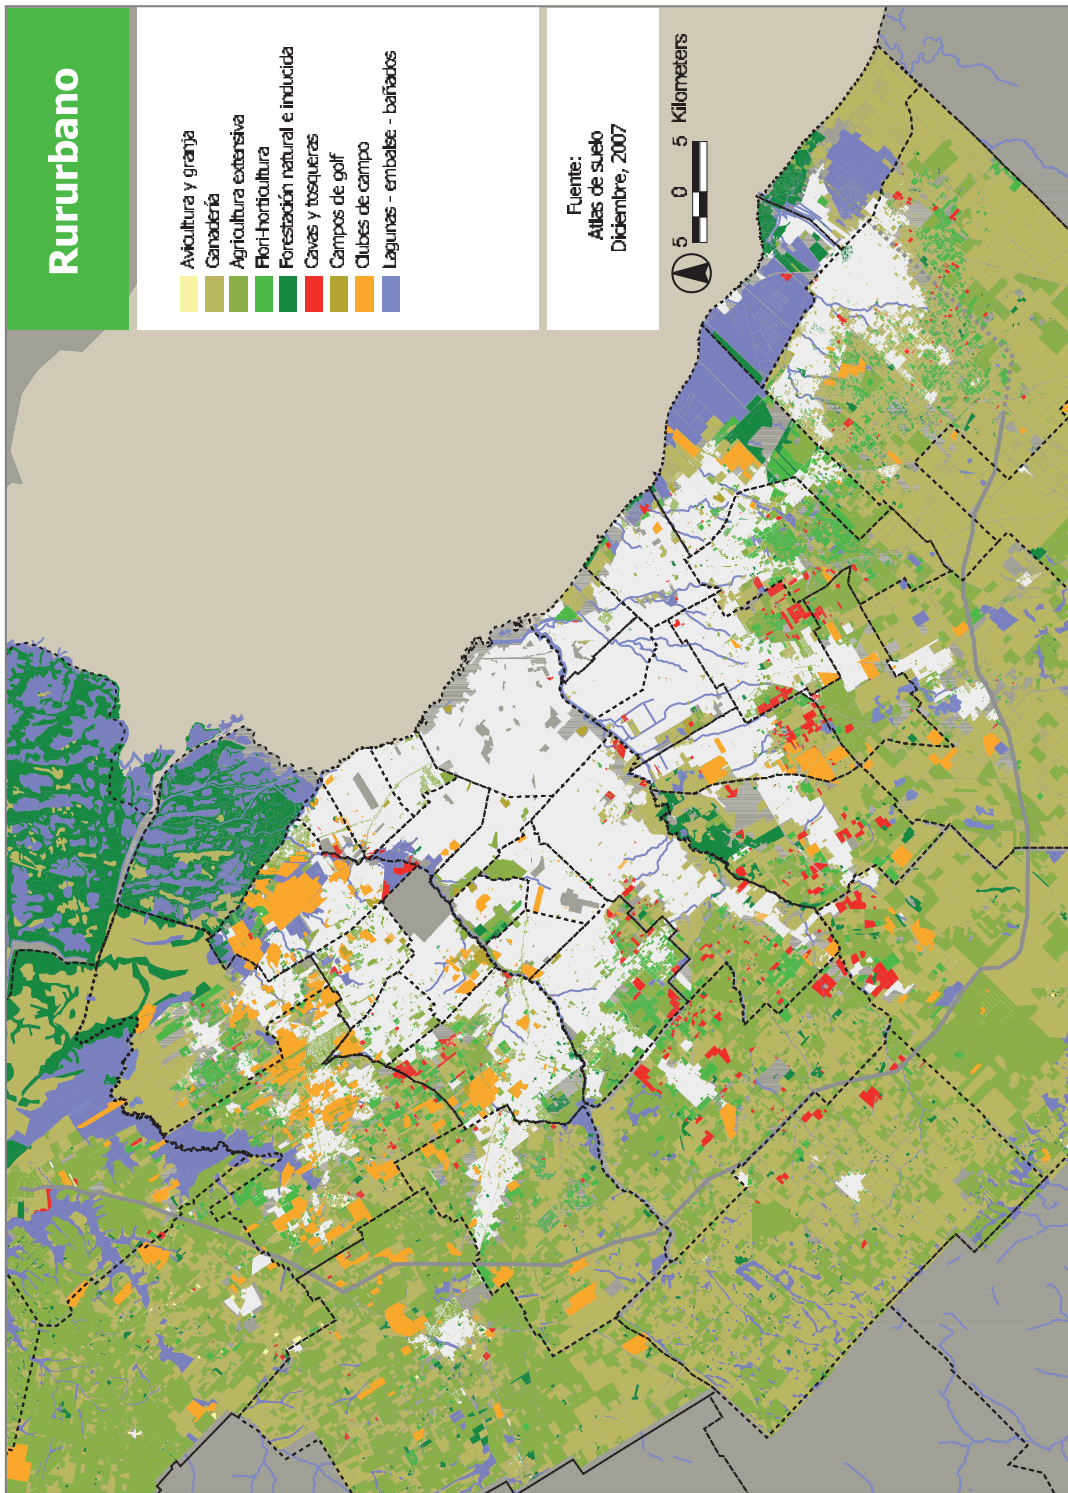 Rururbano
Avicultura y granja
Ganadería
Agricultura extensiva
Flori-horticultura
Forestación natural e inducida
Cavas y tosqueras
Campos de golf
Clubes de campo
Lagunas - embalse - bañados
Fuente:
Atlas de suelo
Diciembre, 2007
5 0 5 Kilometers